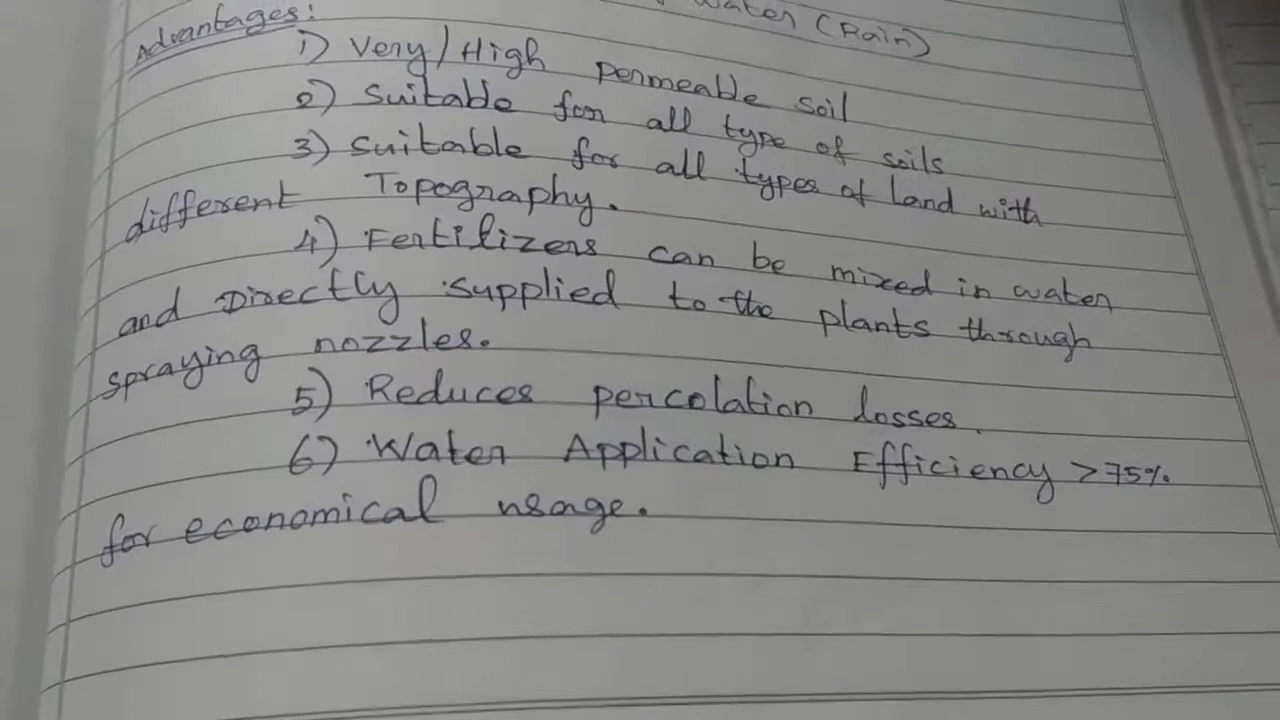 Water (Rain)
Advantages:
1) Very/High permeable soil
2) Suitable for all type of soils
3) Suitable for all types of land with
different Topography.
4) Fertilizers can be mixed in water
and Directly supplied to the plants through
spraying nozzles.
5) Reduces percolation losses.
6) Water Application Efficiency >75%
for economical usage.